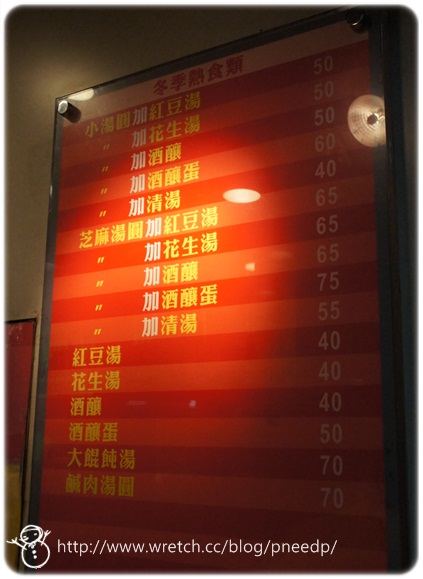 冬季熱食類
小湯圓加紅豆湯 50
〃 加花生湯 50
〃 加酒釀 50
〃 加酒釀蛋 60
〃 加清湯 40
芝麻湯圓加紅豆湯 65
〃 加花生湯 65
〃 加酒釀 65
〃 加酒釀蛋 75
〃 加清湯 55
紅豆湯 40
花生湯 40
酒釀 40
酒釀蛋 50
大餛飩湯 70
鹹肉湯圓 70
http://www.wretch.cc/blog/pneedp/